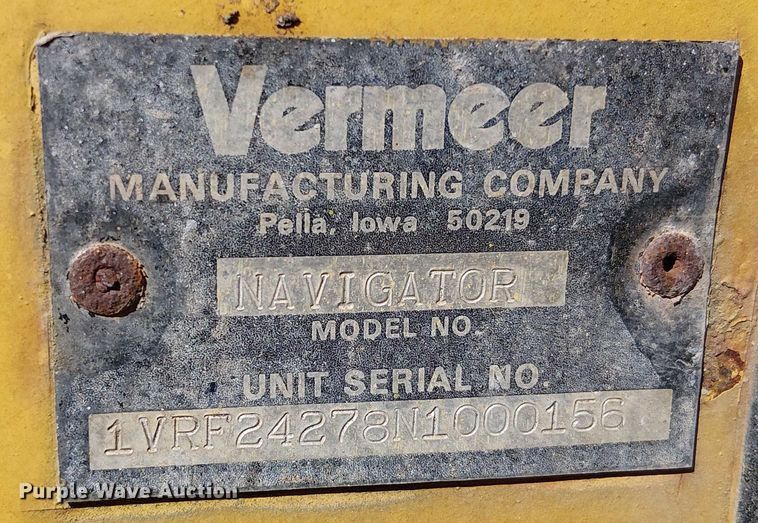 Vermeer
MANUFACTURING COMPANY
Pella, Iowa 50219
NAVIGATOR
MODEL NO.
UNIT SERIAL NO.
1VRF24278N1000156
Purple Wave Auction